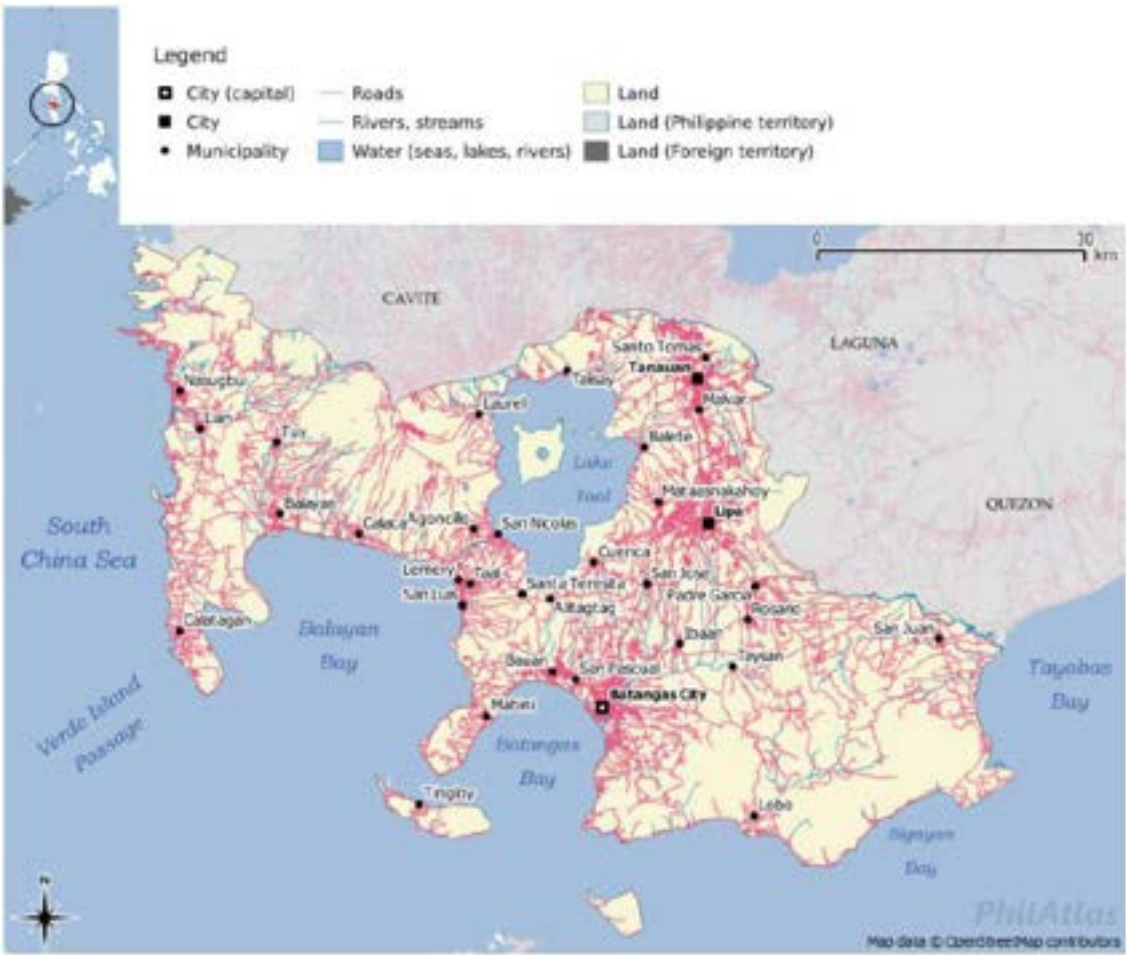 Legend
City (capital)
Roads
Land
City
Rivers, streams
Land (Philippine territory)
Municipality
Water (seas, lakes, rivers)
Land (Foreign territory)
0
30
km
CAVITE
LAGUNA
Santo Tomas
Tanauan
Talisay
Nasugbu
Malvar
Laurel
Lian
Tuy
Balete
Lake
Taal
Mataasnakahoy
QUEZON
Balayan
Lipa
Calaca
Agoncillo
San Nicolas
South
China Sea
Cuenca
Lemery
Taal
San Jose
Santa Teresita
San Luis
Padre Garcia
Alitagtag
Rosario
Calatagan
Balayan
Bay
Ibaan
San Juan
Taysan
Bauan
San Pascual
Tayabas
Bay
Batangas City
Verde Island
Passage
Mabini
Batangas
Bay
Tingloy
Lobo
Bay
N
PhilAtlas
Map data © OpenStreetMap contributors